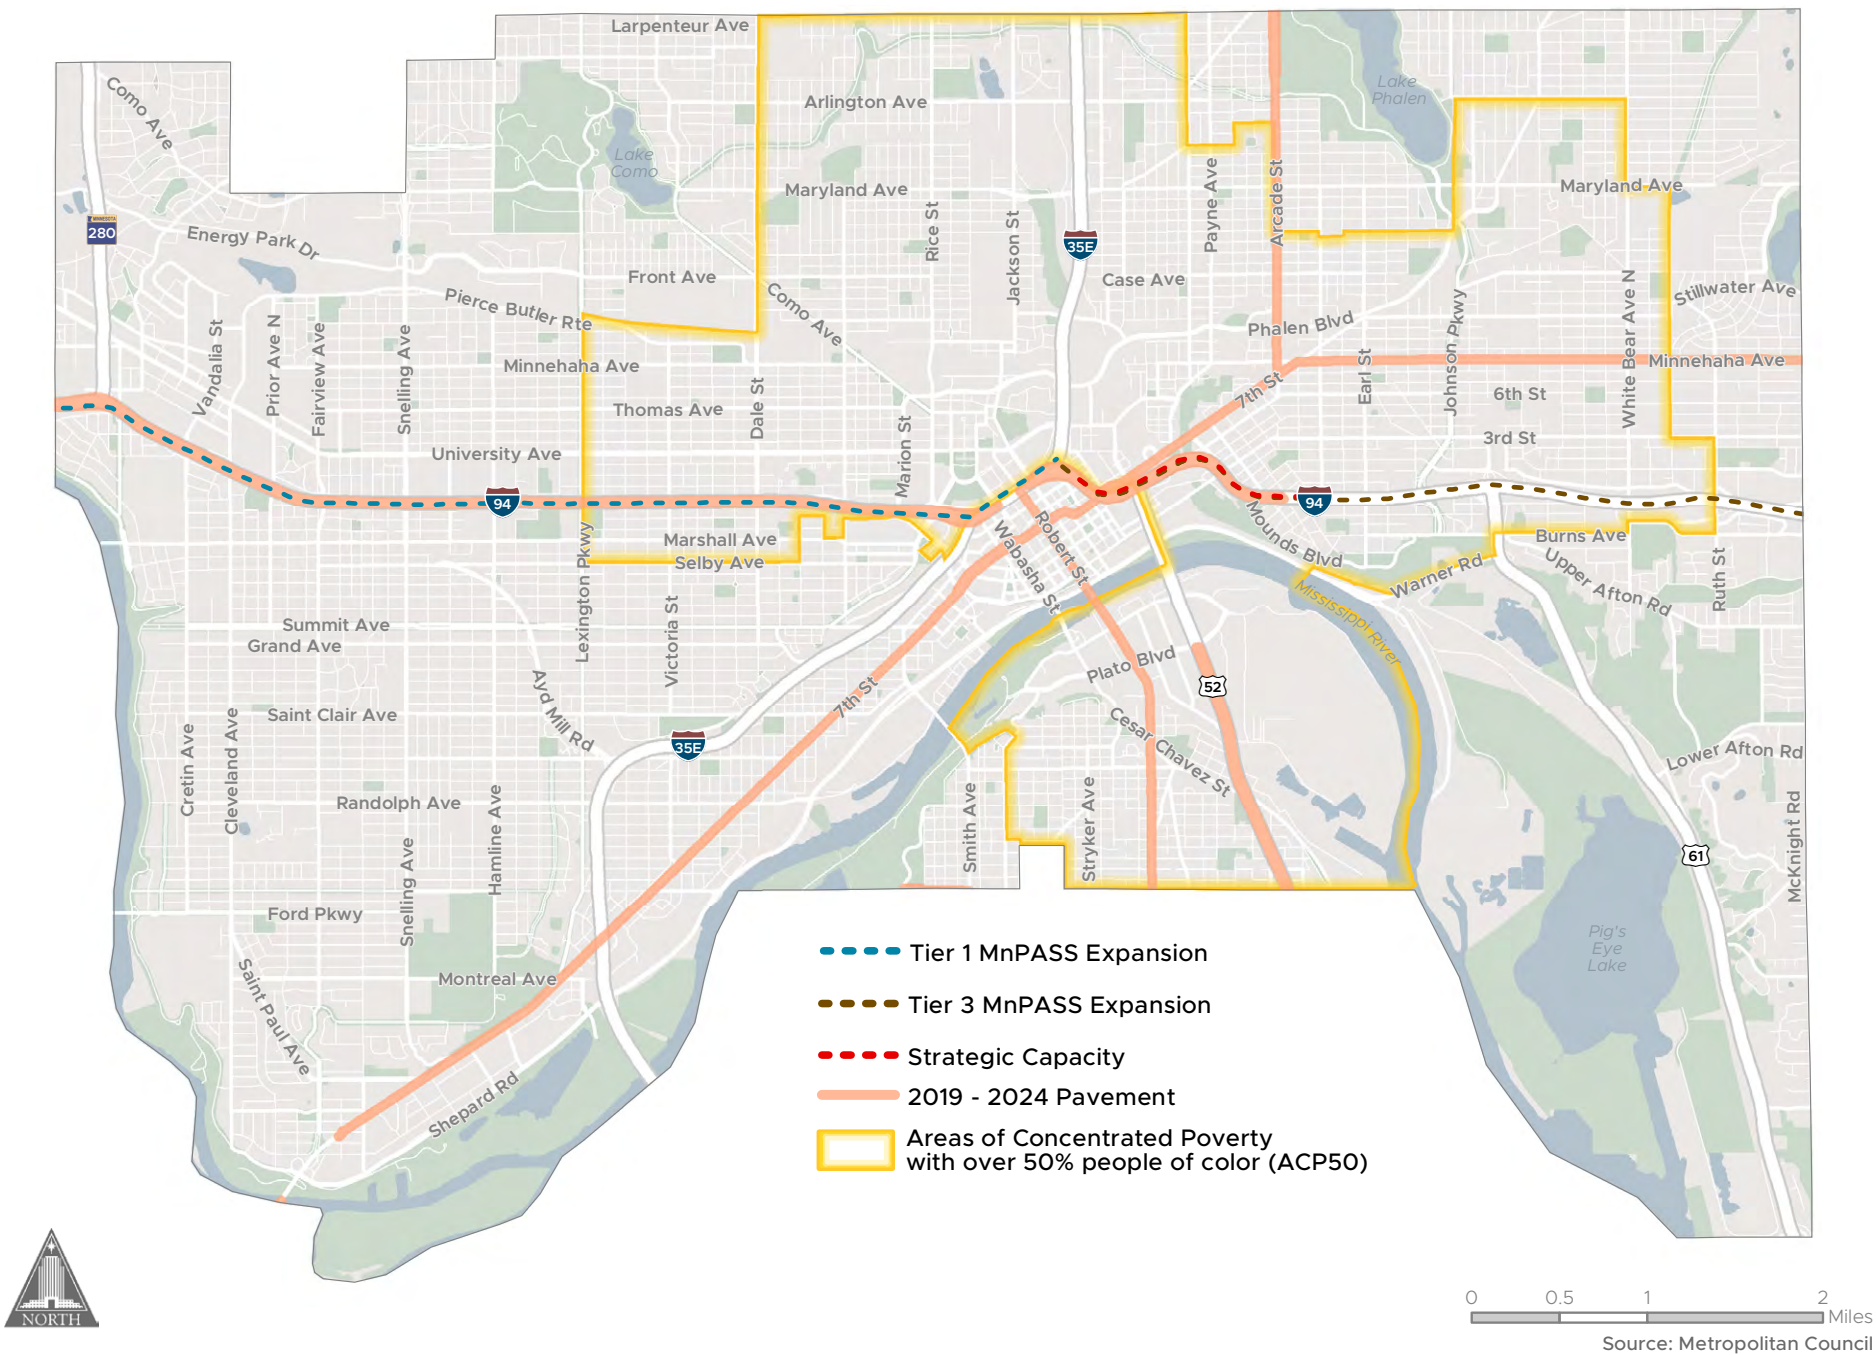 Larpenteur Ave
Como Ave
Arlington Ave
Lake
Phalen
Lake
Como
Maryland Ave
Maryland Ave
Payne Ave
Arcade St
Rice St
Jackson St
280
MINNESOTA
Energy Park Dr
35E
Front Ave
Case Ave
Pierce Butler Rte
Como Ave
Stillwater Ave
White Bear Ave N
Johnson Pkwy
Phalen Blvd
Vandalia St
Prior Ave N
Fairview Ave
Snelling Ave
Minnehaha Ave
Minnehaha Ave
Earl St
7th St
6th St
Thomas Ave
Dale St
Marion St
3rd St
University Ave
94
94
Lexington Pkwy
Marshall Ave
Selby Ave
Robert St
Wabasha St
Mounds Blvd
Burns Ave
Warner Rd
Upper Afton Rd
Ruth St
Mississippi River
Summit Ave
Grand Ave
Victoria St
Ayd Mill Rd
Plato Blvd
52
7th St
Saint Clair Ave
Cesar Chavez St
35E
Cretin Ave
Cleveland Ave
Lower Afton Rd
Randolph Ave
Hamline Ave
Smith Ave
Stryker Ave
McKnight Rd
61
Snelling Ave
Ford Pkwy
Pig's
Eye
Lake
Montreal Ave
Saint Paul Ave
Shepard Rd
Tier 1 MnPASS Expansion
Tier 3 MnPASS Expansion
Strategic Capacity
2019 - 2024 Pavement
Areas of Concentrated Poverty
with over 50% people of color (ACP50)
NORTH
0 0.5 1 2
Miles
Source: Metropolitan Council